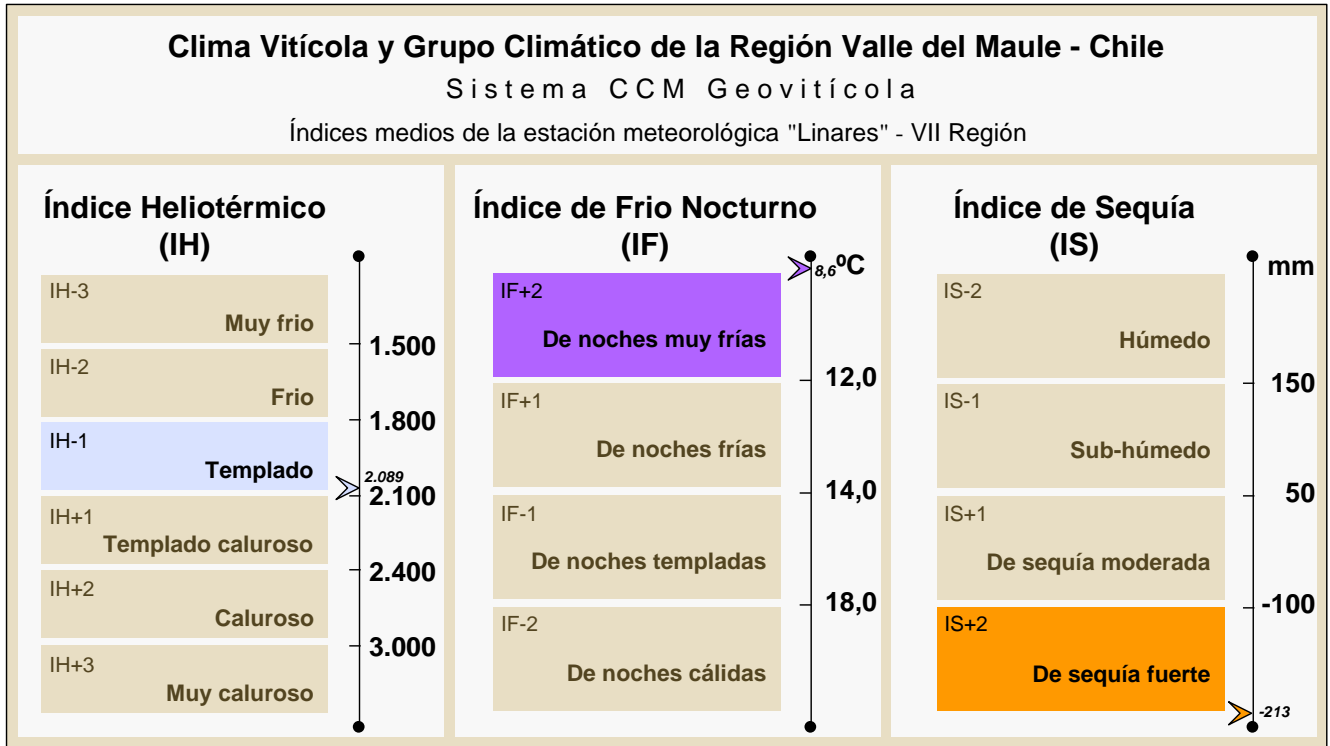 Clima Vitícola y Grupo Climático de la Región Valle del Maule - Chile
Sistema CCM Geovitícola
Índices medios de la estación meteorológica "Linares" - VII Región
Índice Heliotérmico
(IH)
IH-3
Muy frio
1.500
IH-2
Frio
1.800
IH-1
Templado
2.089
2.100
IH+1
Templado caluroso
2.400
IH+2
Caluroso
3.000
IH+3
Muy caluroso
Índice de Frio Nocturno
(IF)
8,6 ºC
IF+2
De noches muy frías
12,0
IF+1
De noches frías
14,0
IF-1
De noches templadas
18,0
IF-2
De noches cálidas
Índice de Sequía
(IS)
mm
IS-2
Húmedo
150
IS-1
Sub-húmedo
50
IS+1
De sequía moderada
-100
IS+2
De sequía fuerte
-213